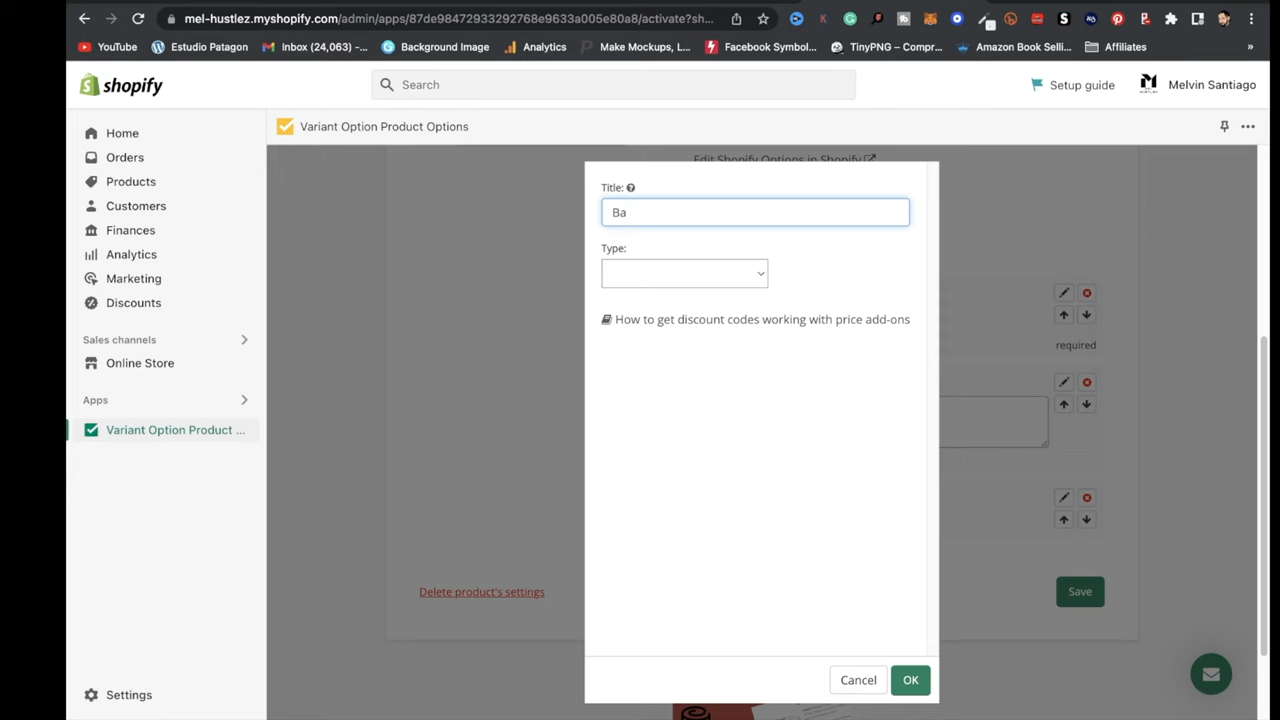 mel-hustlez.myshopify.com/admin/apps/87de98472933292768e9633a005e80a8/activate?sh...
YouTube
Estudio Patagon
Inbox (24,063) -...
Background Image
Analytics
Make Mockups, L...
Facebook Symbol...
TinyPNG – Compr...
Amazon Book Selli...
Affiliates
»
shopify
Search
Setup guide
Melvin Santiago
Home
Orders
Products
Customers
Finances
Analytics
Marketing
Discounts
Sales channels
Online Store
Apps
Variant Option Product ...
Settings
Variant Option Product Options
Edit Shopify Options in Shopify
Title:
Ba
Type:
How to get discount codes working with price add-ons
required
Delete product's settings
Save
Cancel
OK